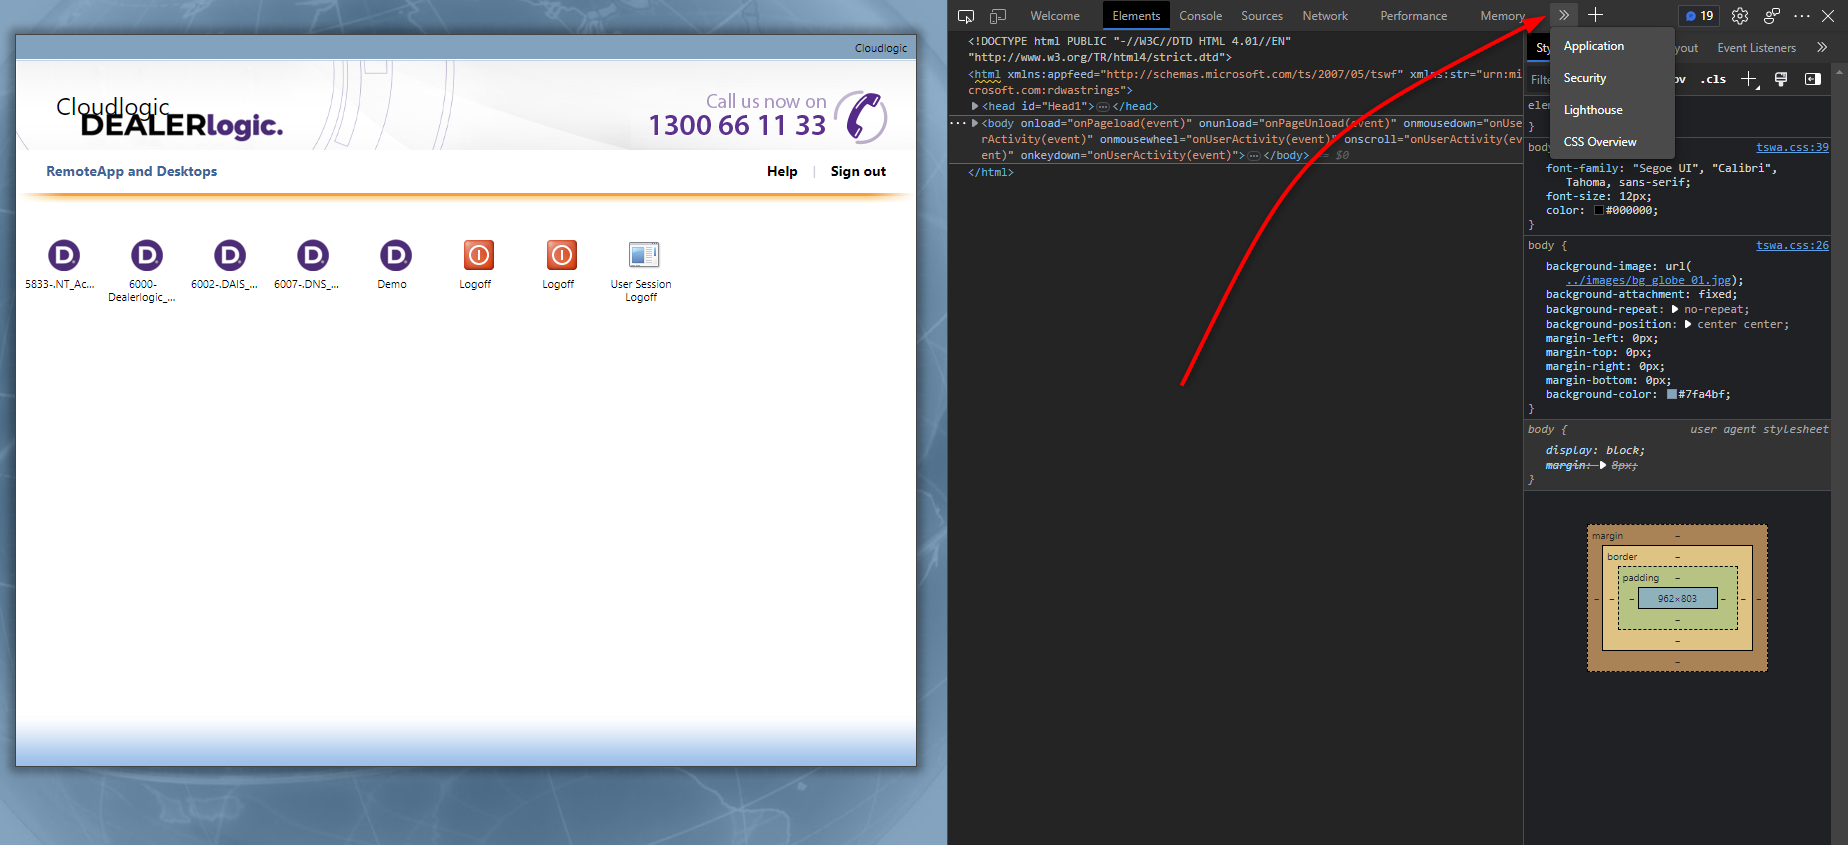 Cloudlogic
Cloudlogic
DEALERlogic.
Call us now on
1300 66 11 33
RemoteApp and Desktops
Help | Sign out
5833-.NT_Ac...
6000-
Dealerlogic_...
6002-.DAIS_...
6007-.DNS_...
Demo
Logoff
Logoff
User Session
Logoff
Welcome
Elements
Console
Sources
Network
Performance
Memory
19
<!DOCTYPE html PUBLIC "-//W3C//DTD HTML 4.01//EN"
"http://www.w3.org/TR/html4/strict.dtd">
<html xmlns:appfeed="http://schemas.microsoft.com/ts/2007/05/tswf" xmlns:str="urn:mi
crosoft.com:rdwastrings">
<head id="Head1">…</head>
<body onload="onPageload(event)" onunload="onPageUnload(event)" onmousedown="onUse
rActivity(event)" onmousewheel="onUserActivity(event)" onscroll="onUserActivity(ev
ent)" onkeydown="onUserActivity(event)">…</body> == $0
</html>
Application
Security
Lighthouse
CSS Overview
Sty
yout
Event Listeners
Filte
ov
.cls
elen
}
body
tswa.css:39
font-family: "Segoe UI", "Calibri",
Tahoma, sans-serif;
font-size: 12px;
color: #000000;
}
body {
tswa.css:26
background-image: url(
../images/bg_globe_01.jpg);
background-attachment: fixed;
background-repeat: no-repeat;
background-position: center center;
margin-left: 0px;
margin-top: 0px;
margin-right: 0px;
margin-bottom: 0px;
background-color: #7fa4bf;
}
body {
user agent stylesheet
display: block;
margin: 8px;
}
margin –
border –
padding –
– – – 962×803 – – –
–
–
–